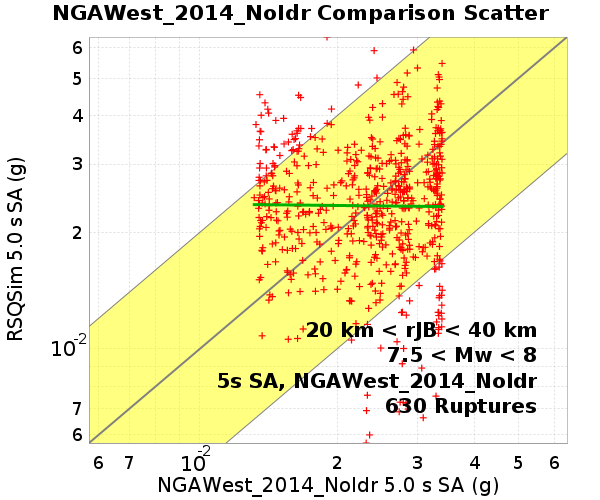 NGAWest_2014_NoIdr Comparison Scatter
RSQSim 5.0 s SA (g)
6
5
4
3
2
10-2
7
6
20 km < rJB < 40 km
7.5 < Mw < 8
5s SA, NGAWest_2014_NoIdr
630 Ruptures
6 7 10-2 2 3 4 5 6
NGAWest_2014_NoIdr 5.0 s SA (g)